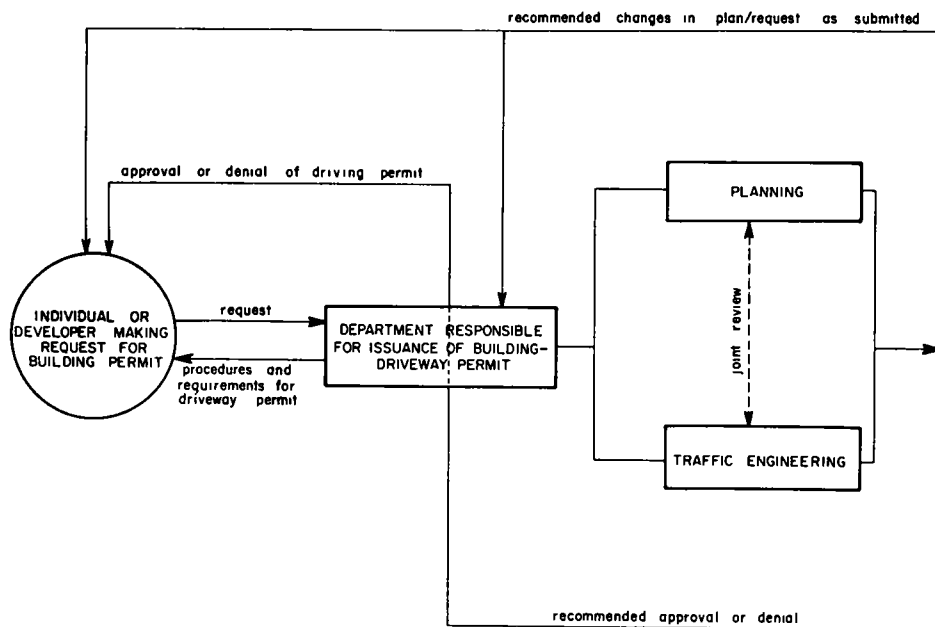 recommended changes in plan/request as submitted
approval or denial of driving permit
PLANNING
INDIVIDUAL OR
DEVELOPER MAKING
REQUEST FOR
BUILDING PERMIT
request
DEPARTMENT RESPONSIBLE
FOR ISSUANCE OF BUILDING-
DRIVEWAY PERMIT
procedures and
requirements for
driveway permit
joint review
TRAFFIC ENGINEERING
recommended approval or denial